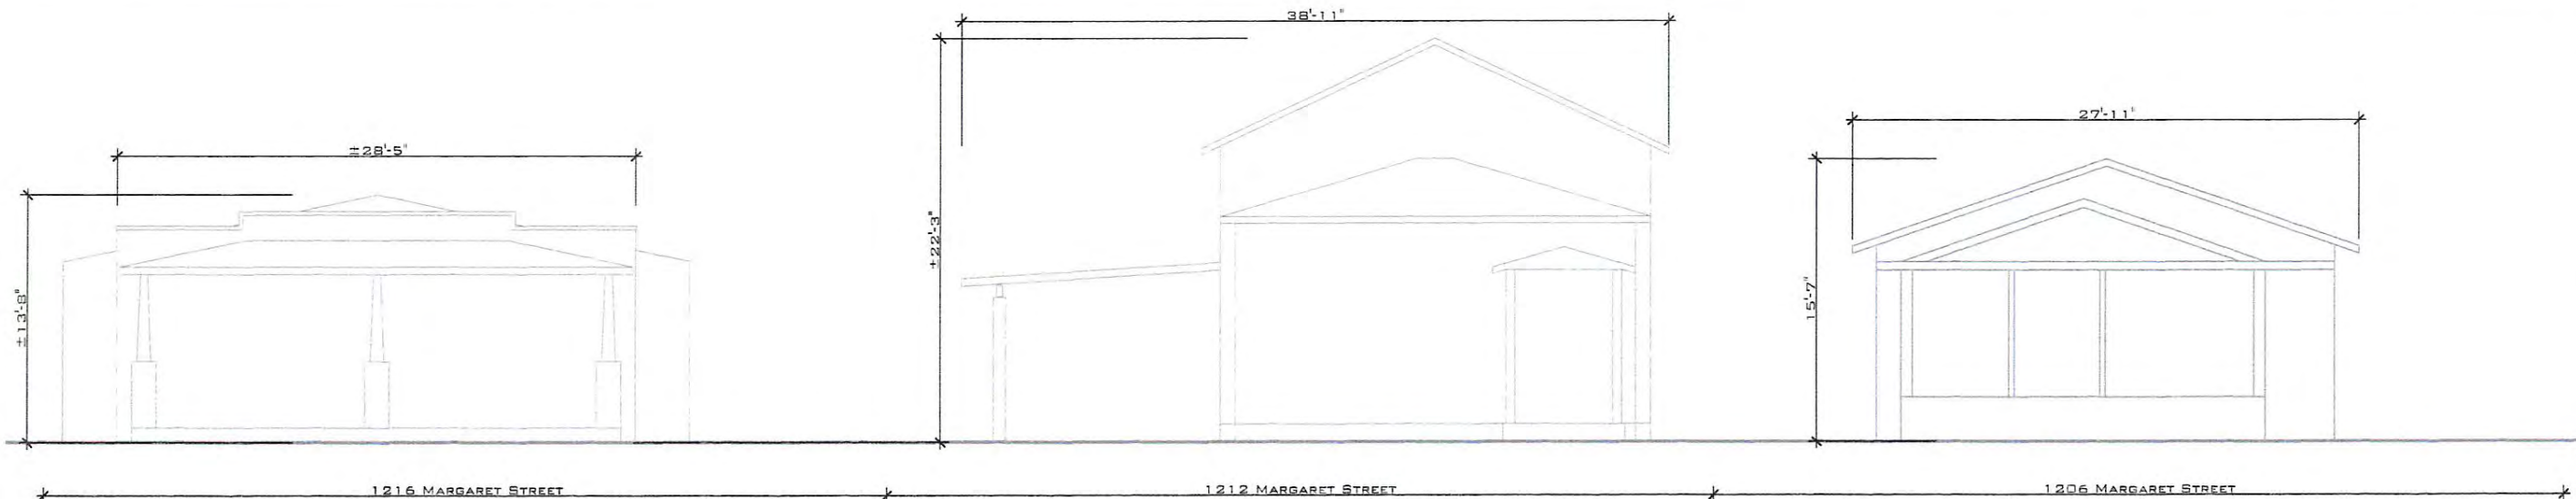 38'-11"
27'-11"
±28'-5"
±22'-3"
15'-7"
±13'-8"
1216 MARGARET STREET
1212 MARGARET STREET
1206 MARGARET STREET